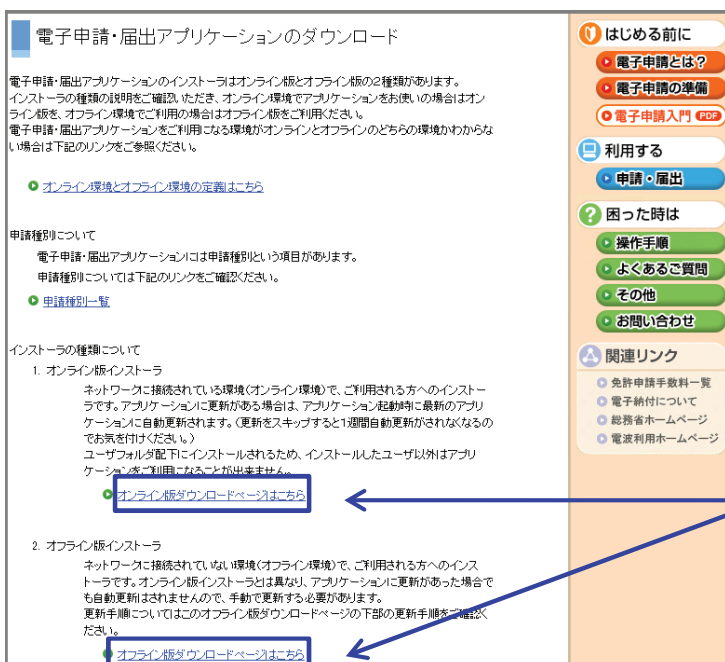 電子申請・届出アプリケーションのダウンロード
電子申請・届出アプリケーションのインストーラはオンライン版とオフライン版の2種類があります。
インストーラの種類の説明をご確認いただき、オンライン環境でアプリケーションをお使いの場合はオン
ライン版を、オフライン環境でご利用の場合はオフライン版をご利用ください。
電子申請・届出アプリケーションをご利用になる環境がオンラインとオフラインのどちらの環境かわからな
い場合は下記のリンクをご参照ください。
オンライン環境とオフライン環境の定義はこちら
申請種別について
電子申請・届出アプリケーションには申請種別という項目があります。
申請種別については下記のリンクをご確認ください。
申請種別一覧
インストーラの種類について
1. オンライン版インストーラ
ネットワークに接続されている環境(オンライン環境)で、ご利用される方へのインストー
ラです。アプリケーションに更新がある場合は、アプリケーション起動時に最新のアプリ
ケーションに自動更新されます。(更新をスキップすると1週間自動更新がされなくなるの
でお気を付けください。)
ユーザフォルダ配下にインストールされるため、インストールしたユーザ以外はアプリ
ケーションをご利用になることが出来ません。
オンライン版ダウンロードページはこちら
2. オフライン版インストーラ
ネットワークに接続されていない環境(オフライン環境)で、ご利用される方へのインス
トーラです。オンライン版インストーラとは異なり、アプリケーションに更新があった場合で
も自動更新はされませんので、手動で更新する必要があります。
更新手順についてはこのオフライン版ダウンロードページの下部の更新手順をご確認く
ださい。
オフライン版ダウンロードページはこちら
はじめる前に
電子申請とは？
電子申請の準備
電子申請入門 PDF
利用する
申請・届出
困った時は
操作手順
よくあるご質問
その他
お問い合わせ
関連リンク
免許申請手数料一覧
電子納付について
総務省ホームページ
電波利用ホームページ